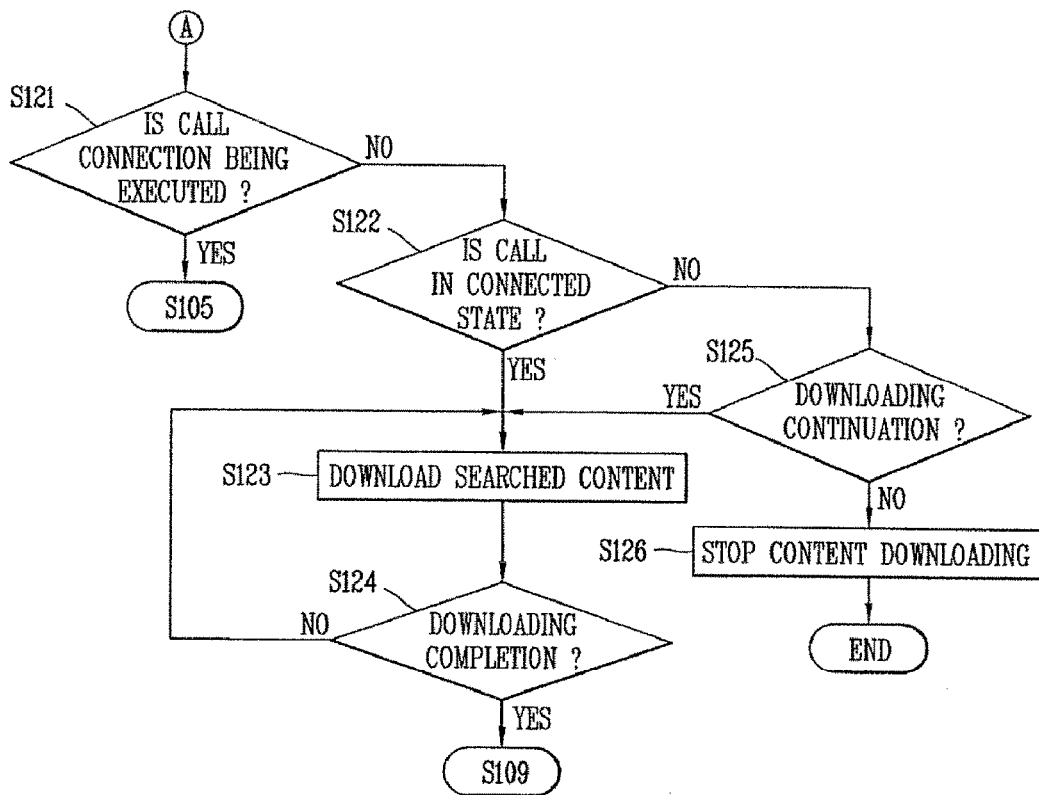 A
S121
IS CALL
CONNECTION BEING
EXECUTED ?
NO
YES
S105
S122
IS CALL
IN CONNECTED
STATE ?
NO
YES
S125
DOWNLOADING
CONTINUATION ?
YES
NO
S123
DOWNLOAD SEARCHED CONTENT
S126
STOP CONTENT DOWNLOADING
END
S124
DOWNLOADING
COMPLETION ?
NO
YES
S109